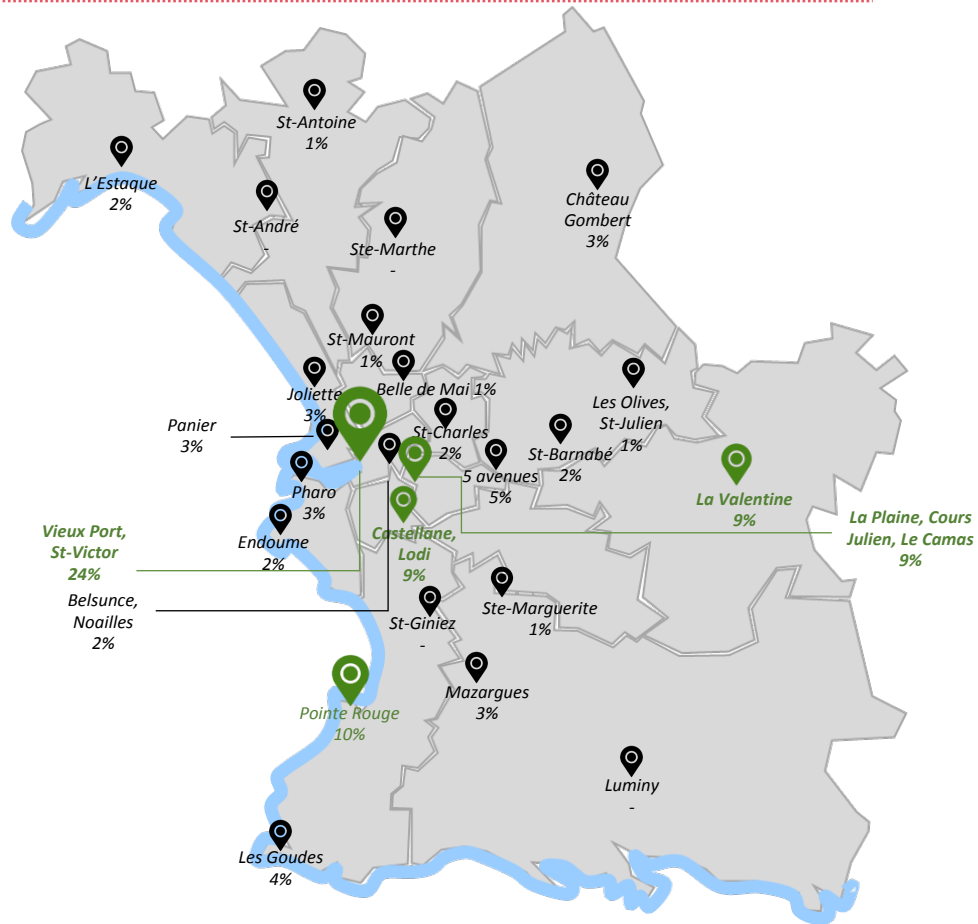 St-Antoine
1%
L'Estaque
2%
St-André
-
Ste-Marthe
-
Château
Gombert
3%
St-Mauront
1%
Belle de Mai 1%
Joliette
3%
Les Olives,
St-Julien
1%
Panier
3%
St-Charles
2%
St-Barnabé
2%
5 avenues
5%
Pharo
3%
La Valentine
9%
La Plaine, Cours
Julien, Le Camas
9%
Vieux Port,
St-Victor
24%
Endoume
2%
Castellane,
Lodi
9%
Belsunce,
Noailles
2%
St-Giniez
-
Ste-Marguerite
1%
Mazargues
3%
Pointe Rouge
10%
Luminy
-
Les Goudes
4%